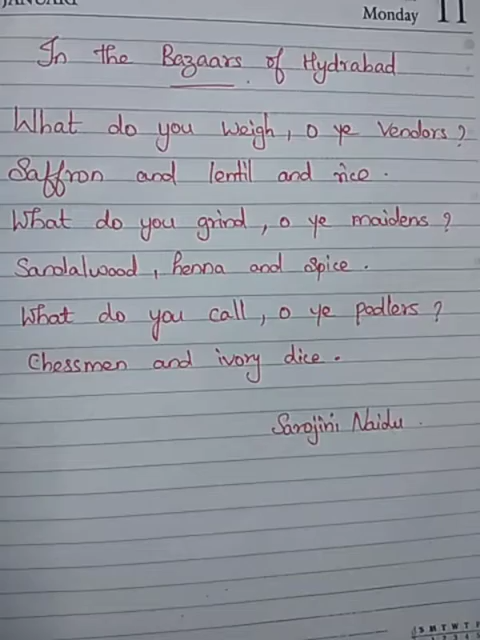 JANUARY
Monday 11
In the Bazaars of Hydrabad
What do you weigh, o ye Vendors?
Saffron and lentil and rice.
What do you grind, o ye maidens?
Sandalwood, henna and spice.
What do you call, o ye pedlers?
Chessmen and ivory dice.
Sarojini Naidu.
S M T W T F